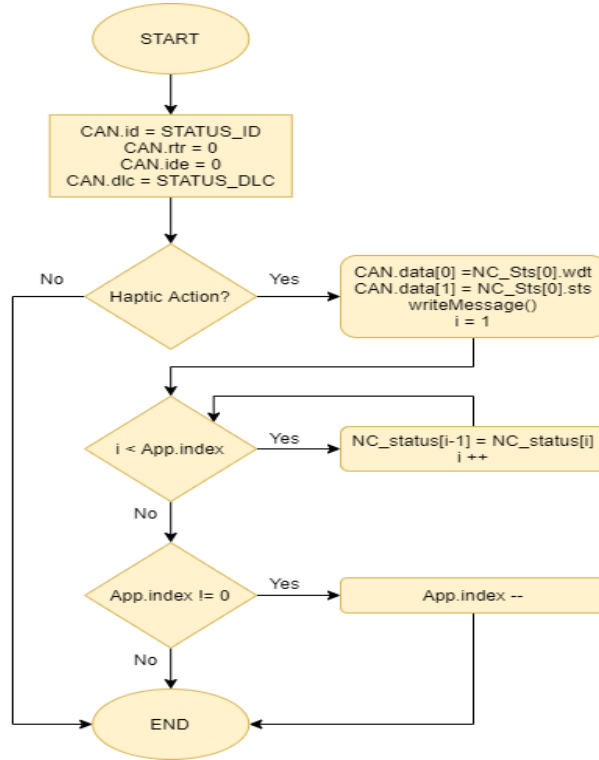 START
CAN.id = STATUS_ID
CAN.rtr = 0
CAN.ide = 0
CAN.dlc = STATUS_DLC
No
Haptic Action?
Yes
CAN.data[0] =NC_Sts[0].wdt
CAN.data[1] = NC_Sts[0].sts
writeMessage()
i = 1
i < App.index
Yes
NC_status[i-1] = NC_status[i]
i ++
No
App.index != 0
Yes
App.index --
No
END